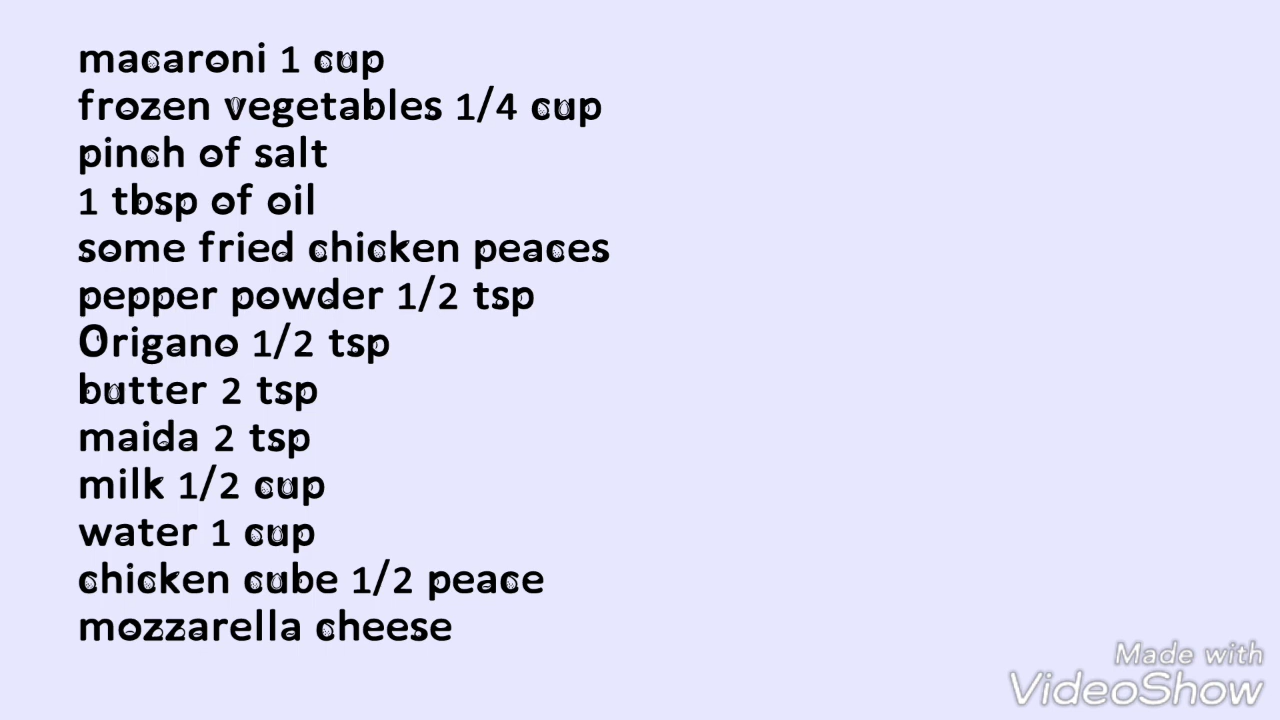 macaroni 1 cup
frozen vegetables 1/4 cup
pinch of salt
1 tbsp of oil
some fried chicken peaces
pepper powder 1/2 tsp
Origano 1/2 tsp
butter 2 tsp
maida 2 tsp
milk 1/2 cup
water 1 cup
chicken cube 1/2 peace
mozzarella cheese
Made with
VideoShow